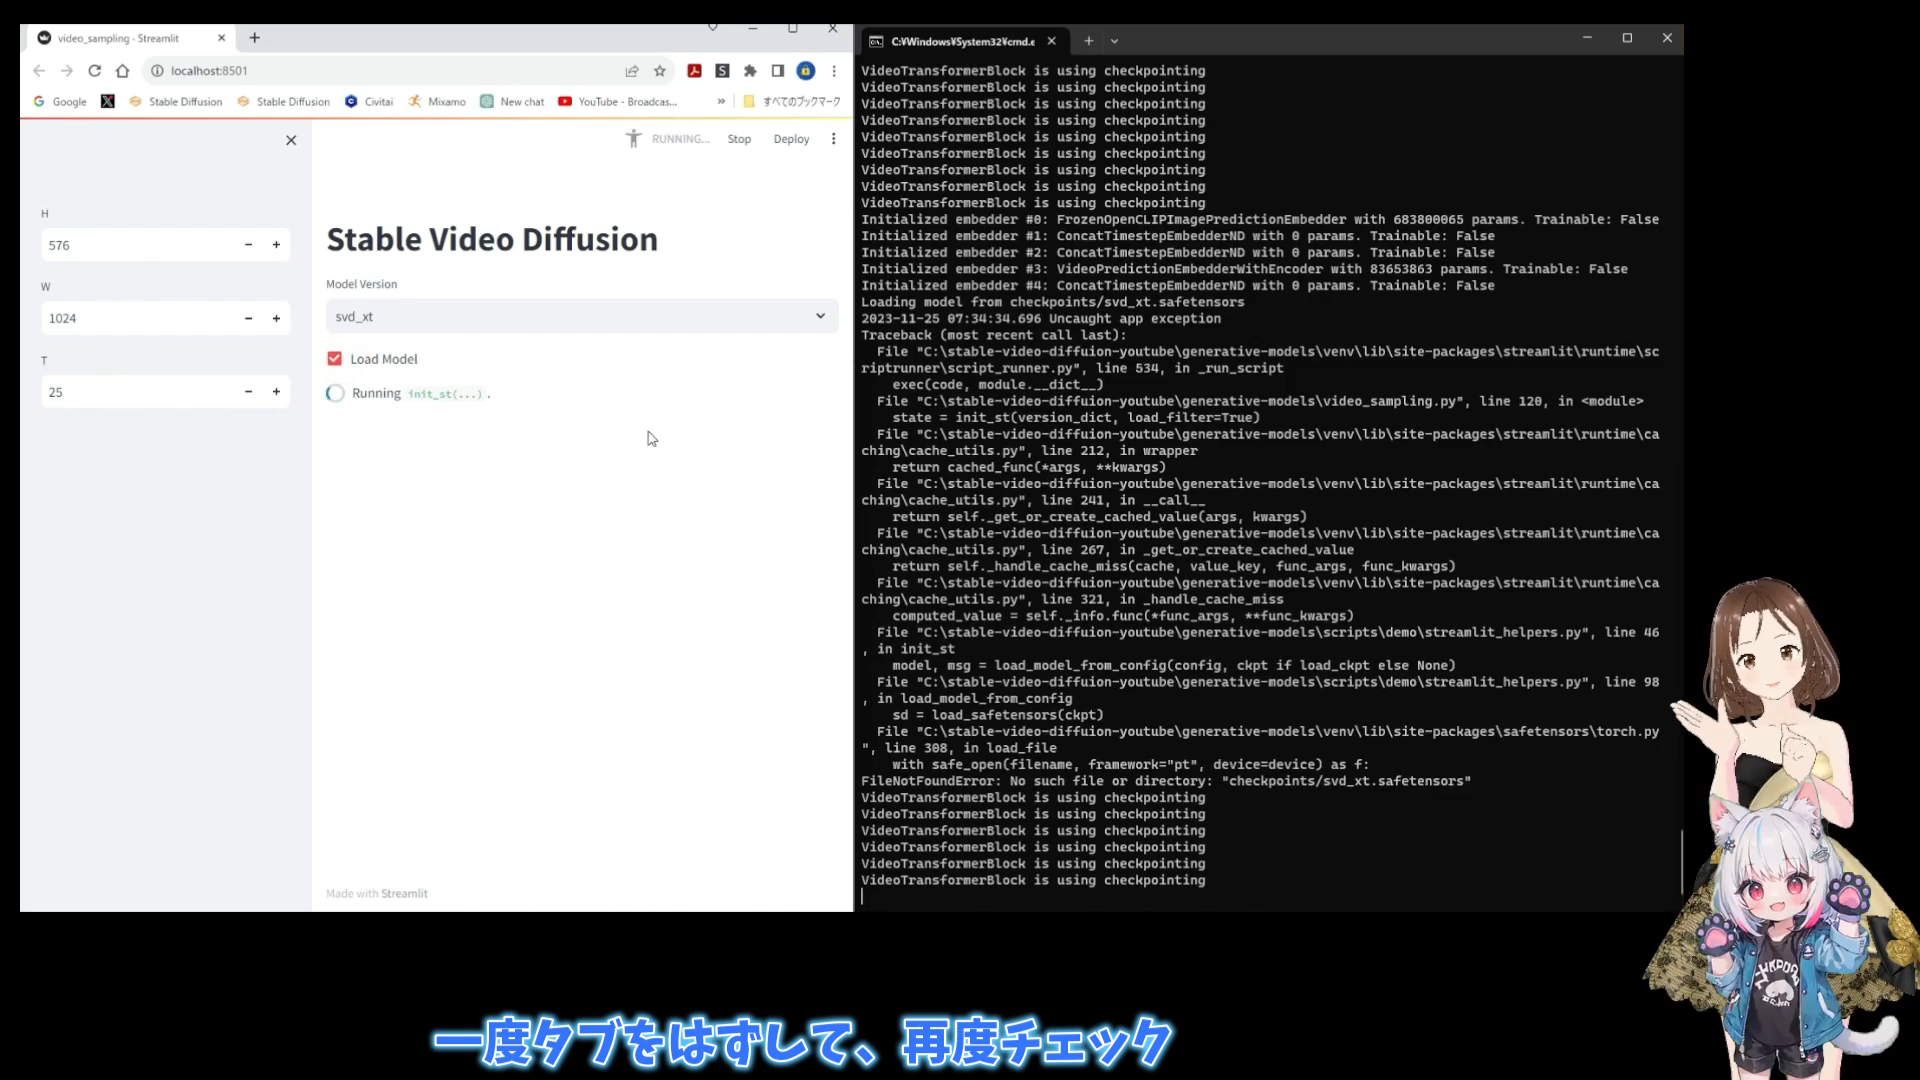 video_sampling · Streamlit
localhost:8501
Google
Stable Diffusion
Stable Diffusion
Civitai
Mixamo
New chat
YouTube - Broadcas...
»
すべてのブックマーク
RUNNING...
Stop
Deploy
H
576
W
1024
T
25
Stable Video Diffusion
Model Version
svd_xt
Load Model
Running init_st(...) .
Made with Streamlit
C:¥Windows¥System32¥cmd.e
VideoTransformerBlock is using checkpointing
VideoTransformerBlock is using checkpointing
VideoTransformerBlock is using checkpointing
VideoTransformerBlock is using checkpointing
VideoTransformerBlock is using checkpointing
VideoTransformerBlock is using checkpointing
VideoTransformerBlock is using checkpointing
VideoTransformerBlock is using checkpointing
VideoTransformerBlock is using checkpointing
Initialized embedder #0: FrozenOpenCLIPImagePredictionEmbedder with 683800065 params. Trainable: False
Initialized embedder #1: ConcatTimestepEmbedderND with 0 params. Trainable: False
Initialized embedder #2: ConcatTimestepEmbedderND with 0 params. Trainable: False
Initialized embedder #3: VideoPredictionEmbedderWithEncoder with 83653863 params. Trainable: False
Initialized embedder #4: ConcatTimestepEmbedderND with 0 params. Trainable: False
Loading model from checkpoints/svd_xt.safetensors
2023-11-25 07:34:34.696 Uncaught app exception
Traceback (most recent call last):
File "C:\stable-video-diffuion-youtube\generative-models\venv\lib\site-packages\streamlit\runtime\sc
riptrunner\script_runner.py", line 534, in _run_script
exec(code, module.__dict__)
File "C:\stable-video-diffuion-youtube\generative-models\video_sampling.py", line 120, in <module>
state = init_st(version_dict, load_filter=True)
File "C:\stable-video-diffuion-youtube\generative-models\venv\lib\site-packages\streamlit\runtime\ca
ching\cache_utils.py", line 212, in wrapper
return cached_func(*args, **kwargs)
File "C:\stable-video-diffuion-youtube\generative-models\venv\lib\site-packages\streamlit\runtime\ca
ching\cache_utils.py", line 241, in __call__
return self._get_or_create_cached_value(args, kwargs)
File "C:\stable-video-diffuion-youtube\generative-models\venv\lib\site-packages\streamlit\runtime\ca
ching\cache_utils.py", line 267, in _get_or_create_cached_value
return self._handle_cache_miss(cache, value_key, func_args, func_kwargs)
File "C:\stable-video-diffuion-youtube\generative-models\venv\lib\site-packages\streamlit\runtime\ca
ching\cache_utils.py", line 321, in _handle_cache_miss
computed_value = self._info.func(*func_args, **func_kwargs)
File "C:\stable-video-diffuion-youtube\generative-models\scripts\demo\streamlit_helpers.py", line 46
, in init_st
model, msg = load_model_from_config(config, ckpt if load_ckpt else None)
File "C:\stable-video-diffuion-youtube\generative-models\scripts\demo\streamlit_helpers.py", line 98
, in load_model_from_config
sd = load_safetensors(ckpt)
File "C:\stable-video-diffuion-youtube\generative-models\venv\lib\site-packages\safetensors\torch.py
", line 308, in load_file
with safe_open(filename, framework="pt", device=device) as f:
FileNotFoundError: No such file or directory: "checkpoints/svd_xt.safetensors"
VideoTransformerBlock is using checkpointing
VideoTransformerBlock is using checkpointing
VideoTransformerBlock is using checkpointing
VideoTransformerBlock is using checkpointing
VideoTransformerBlock is using checkpointing
VideoTransformerBlock is using checkpointing
一度タブをはずして、再度チェック